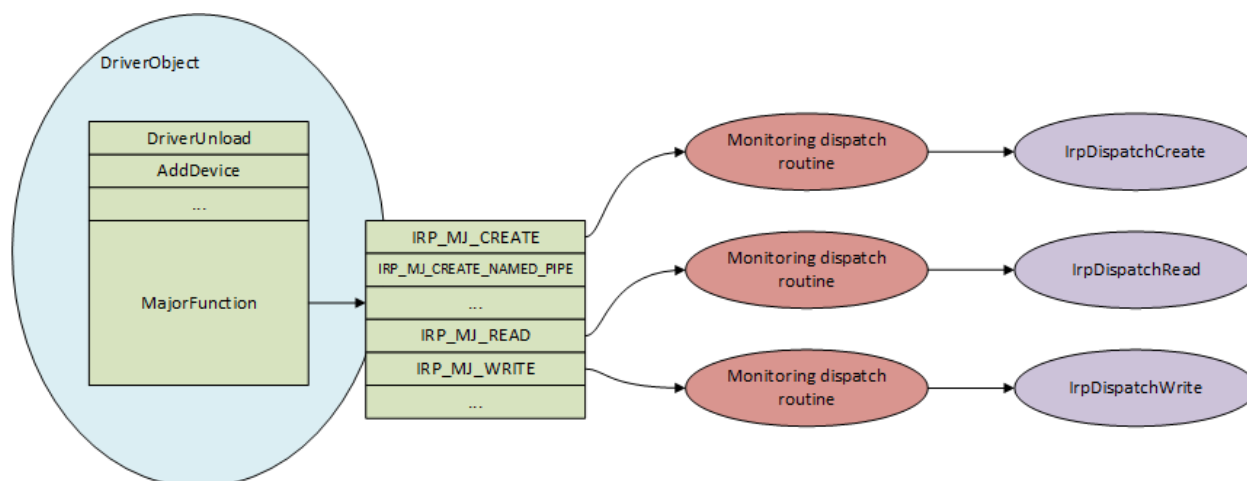 DriverObject
DriverUnload
AddDevice
...
MajorFunction
IRP_MJ_CREATE
IRP_MJ_CREATE_NAMED_PIPE
...
IRP_MJ_READ
IRP_MJ_WRITE
...
Monitoring dispatch
routine
IrpDispatchCreate
Monitoring dispatch
routine
IrpDispatchRead
Monitoring dispatch
routine
IrpDispatchWrite